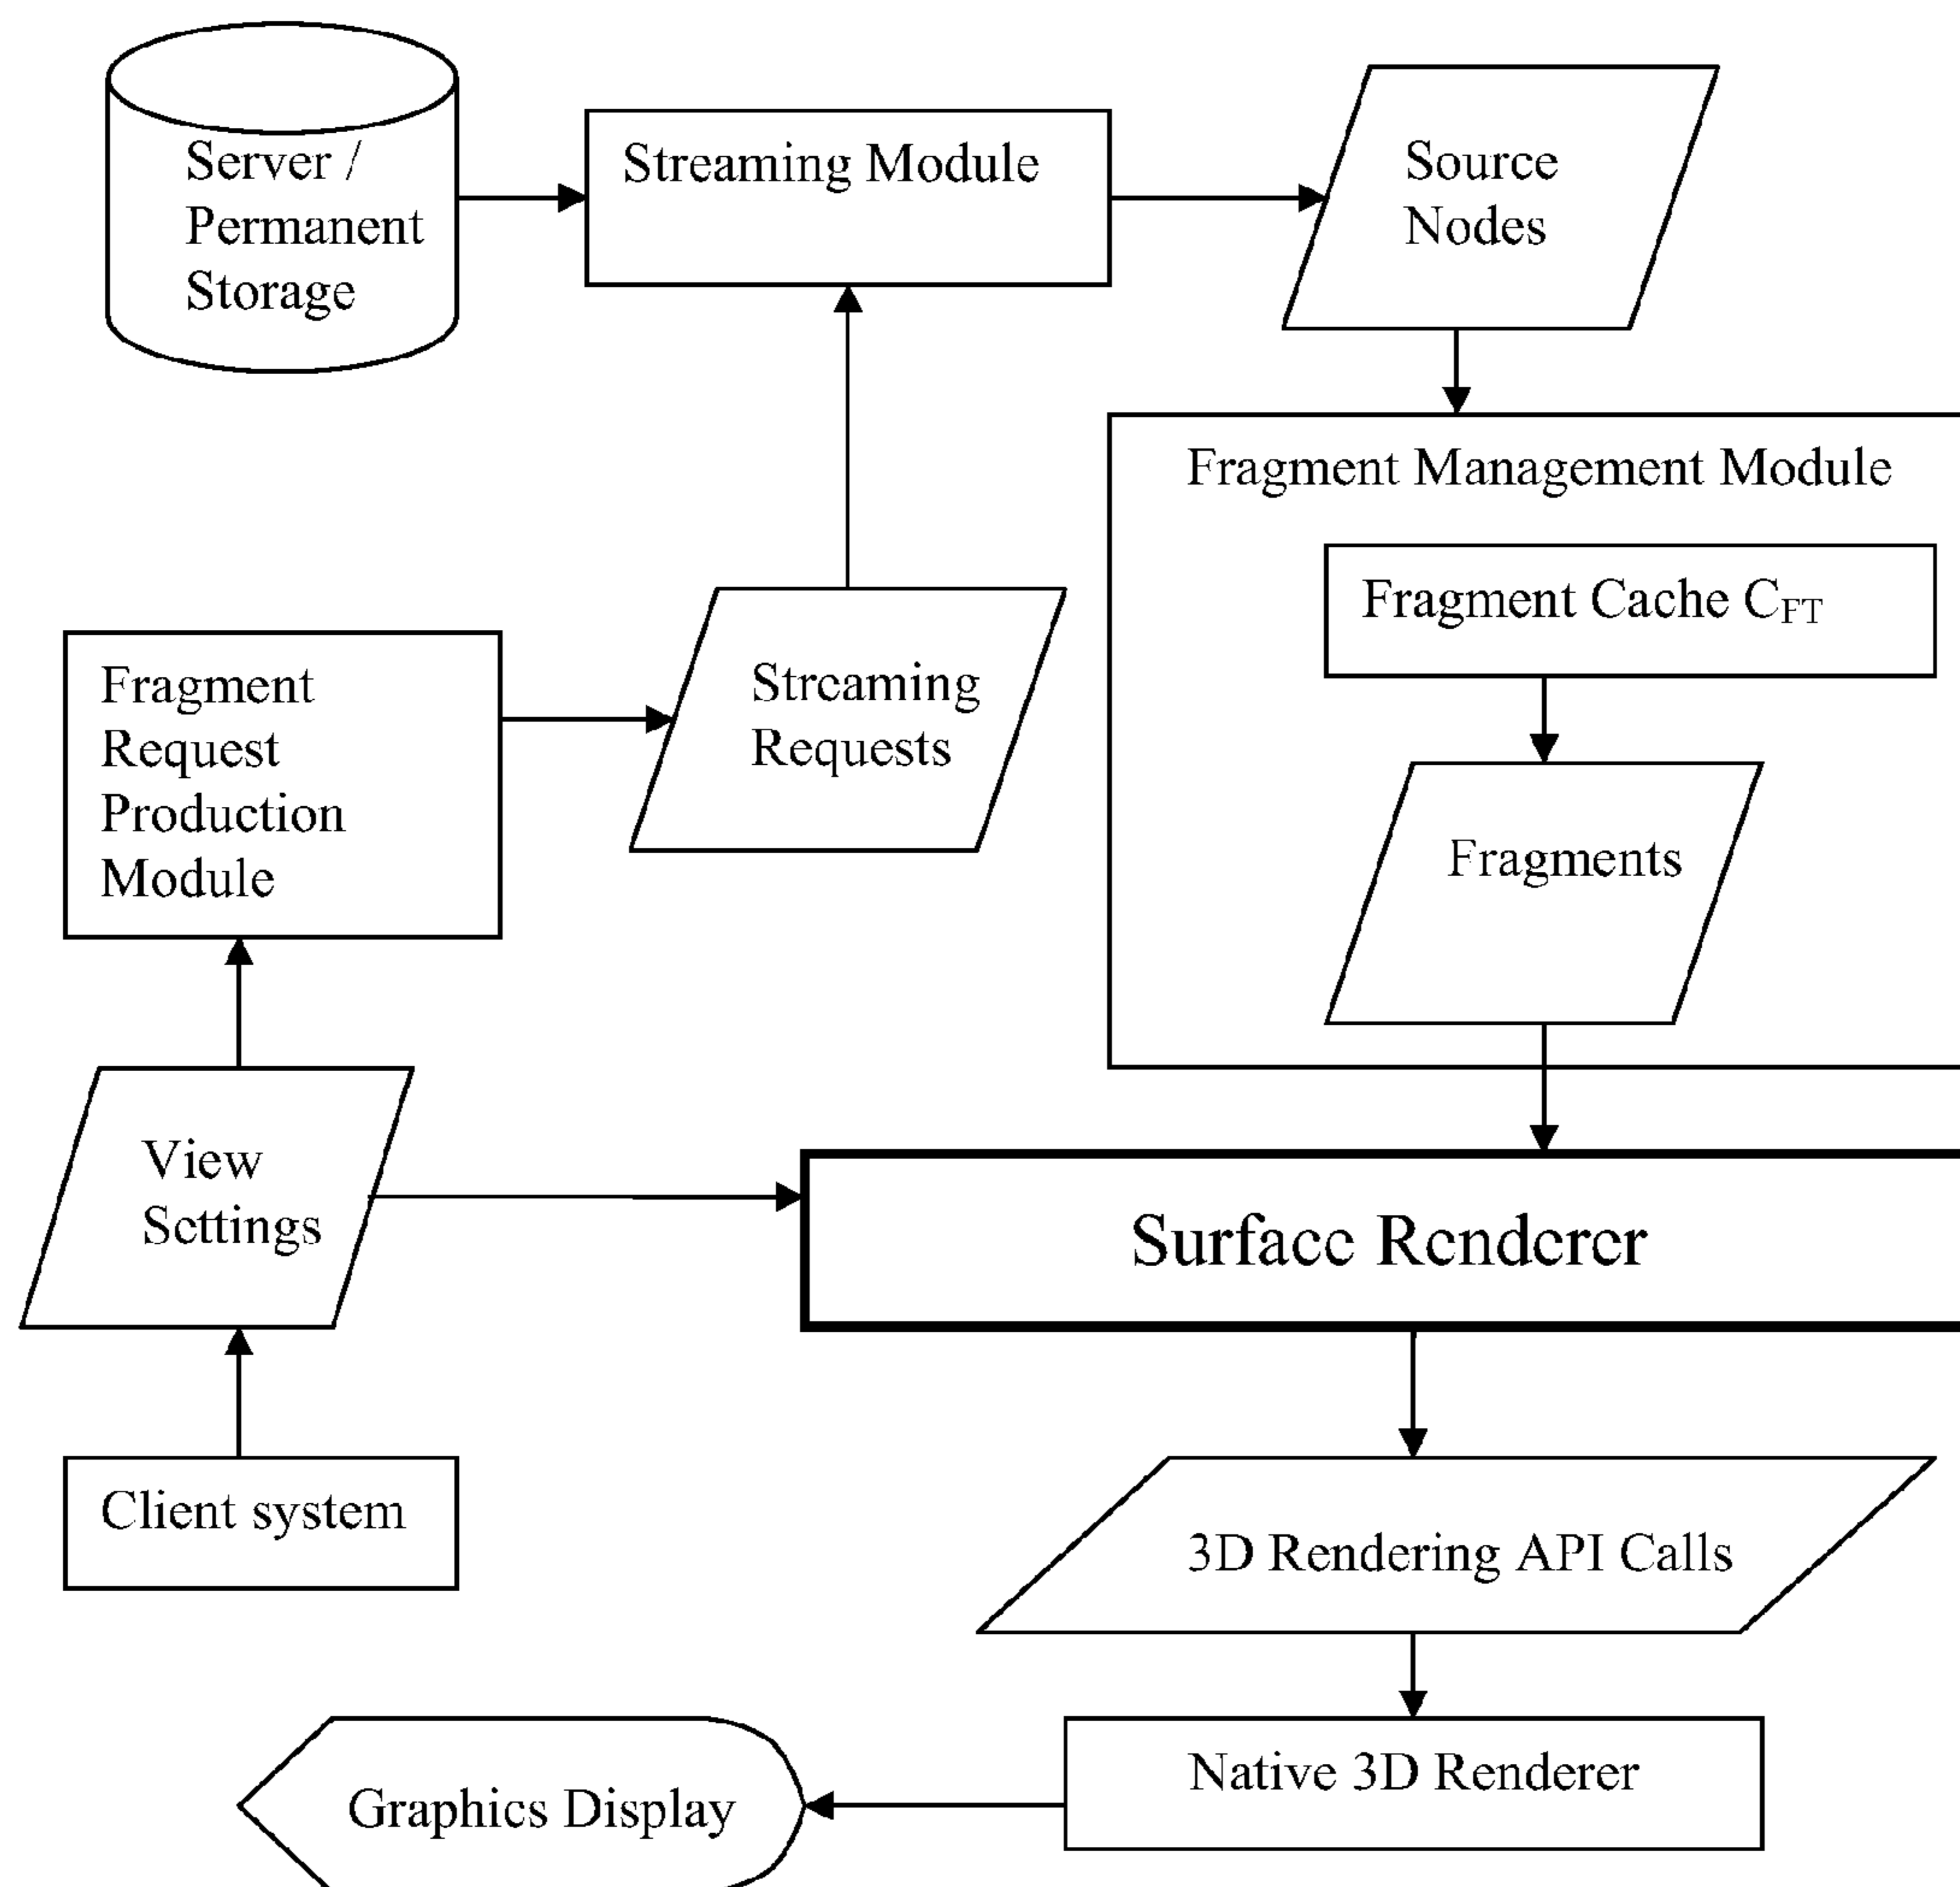 Server /
Permanent
Storage
Streaming Module
Source
Nodes
Fragment Management Module
Fragment Cache C_FT
Fragment
Request
Production
Module
Streaming
Requests
Fragments
View
Settings
Surface Renderer
Client system
3D Rendering API Calls
Native 3D Renderer
Graphics Display